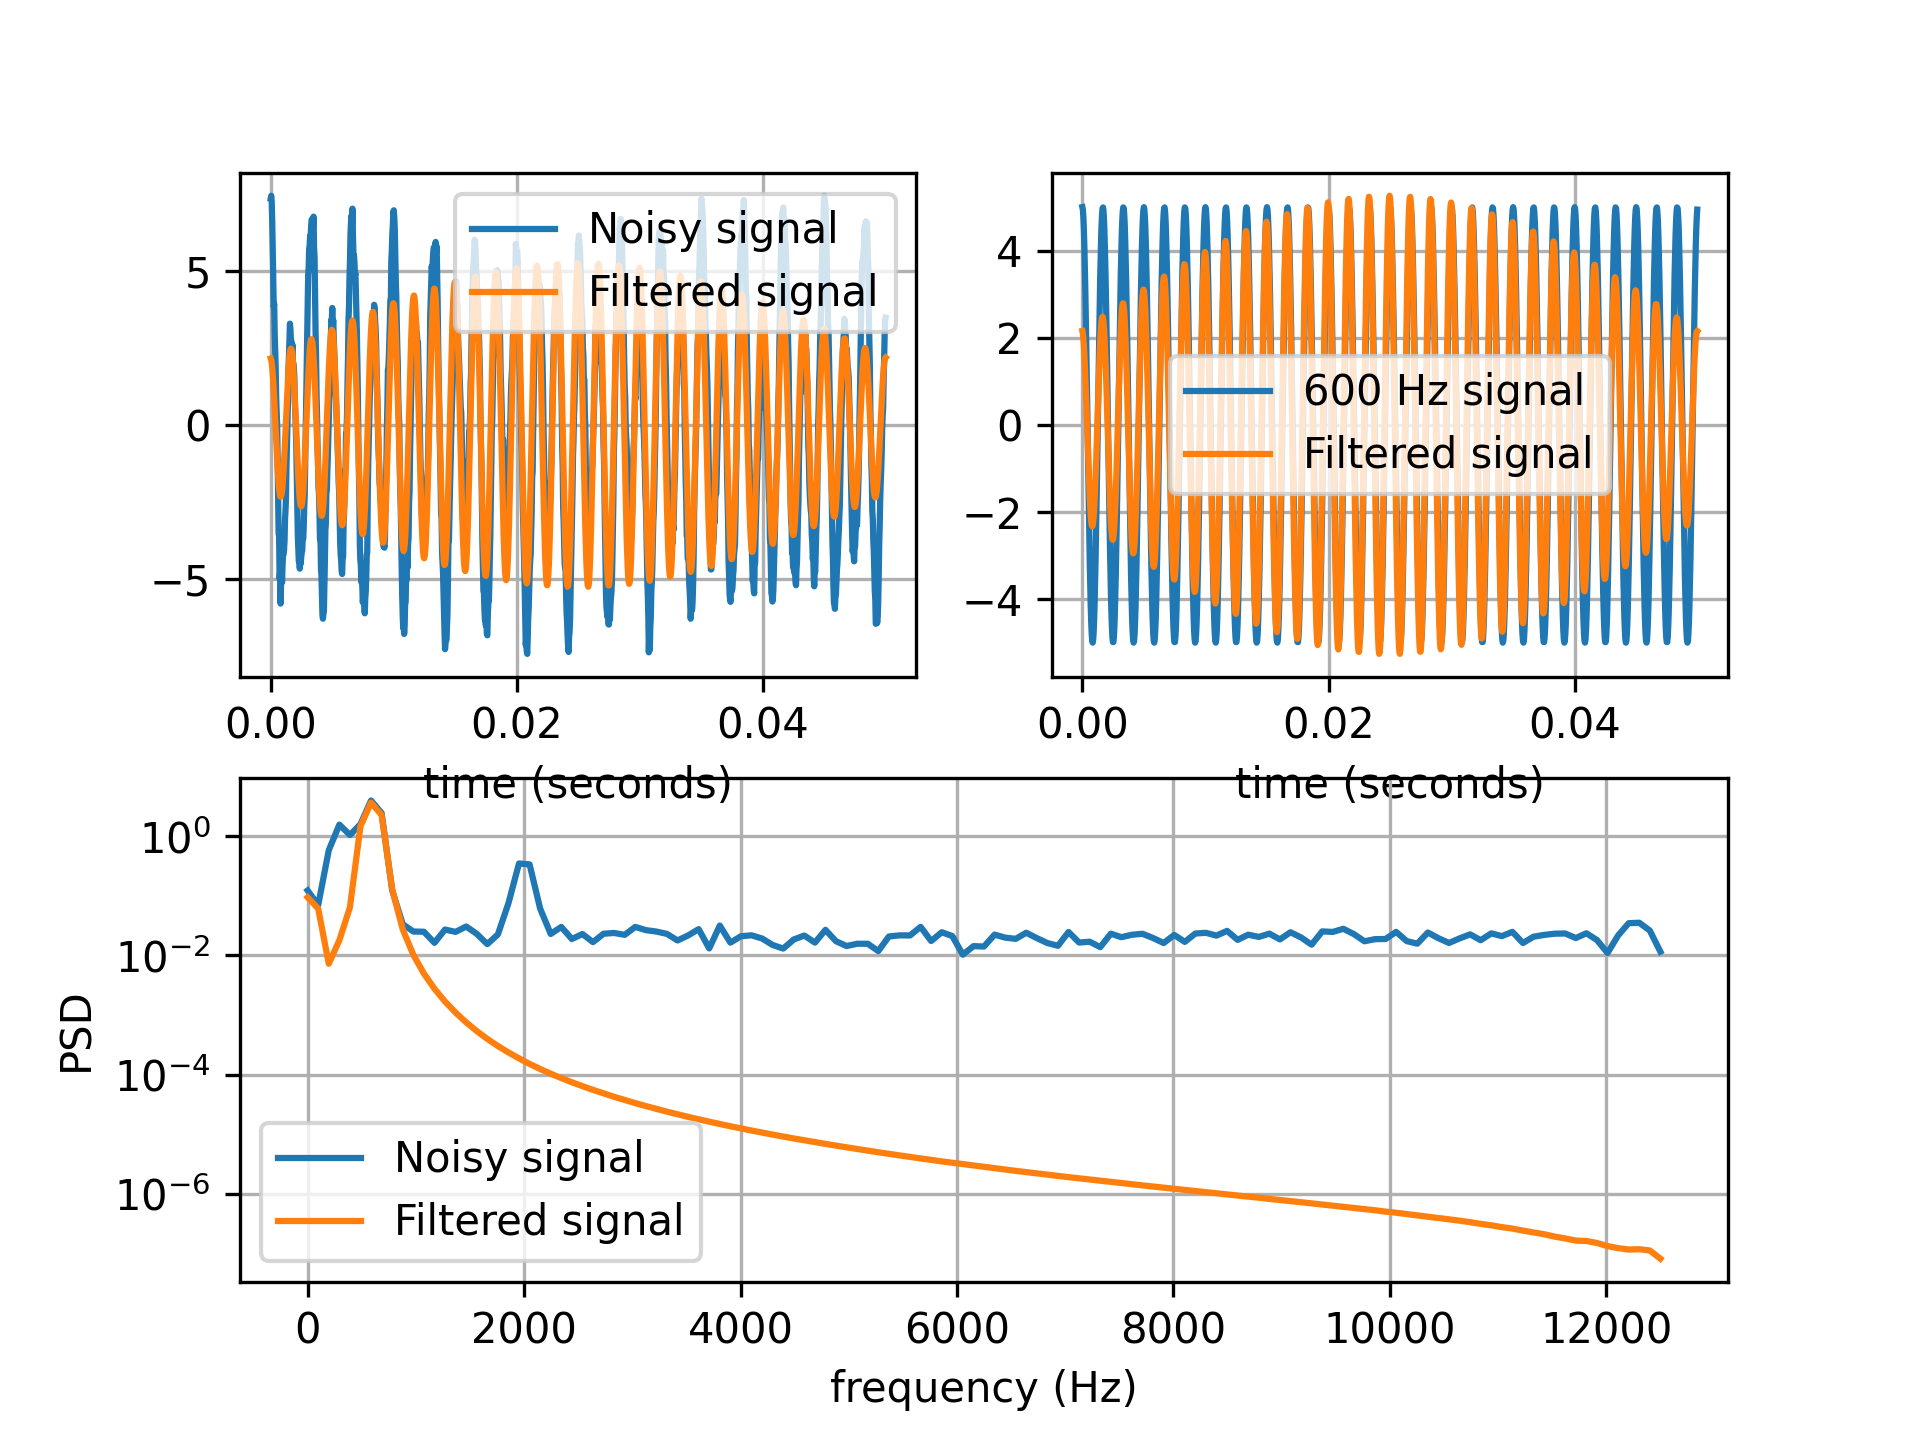 Noisy signal
Filtered signal
5
0
−5
0.00 0.02 0.04
time (seconds)
600 Hz signal
Filtered signal
4
2
0
−2
−4
0.00 0.02 0.04
time (seconds)
PSD
10⁰
10⁻²
10⁻⁴
10⁻⁶
Noisy signal
Filtered signal
0 2000 4000 6000 8000 10000 12000
frequency (Hz)